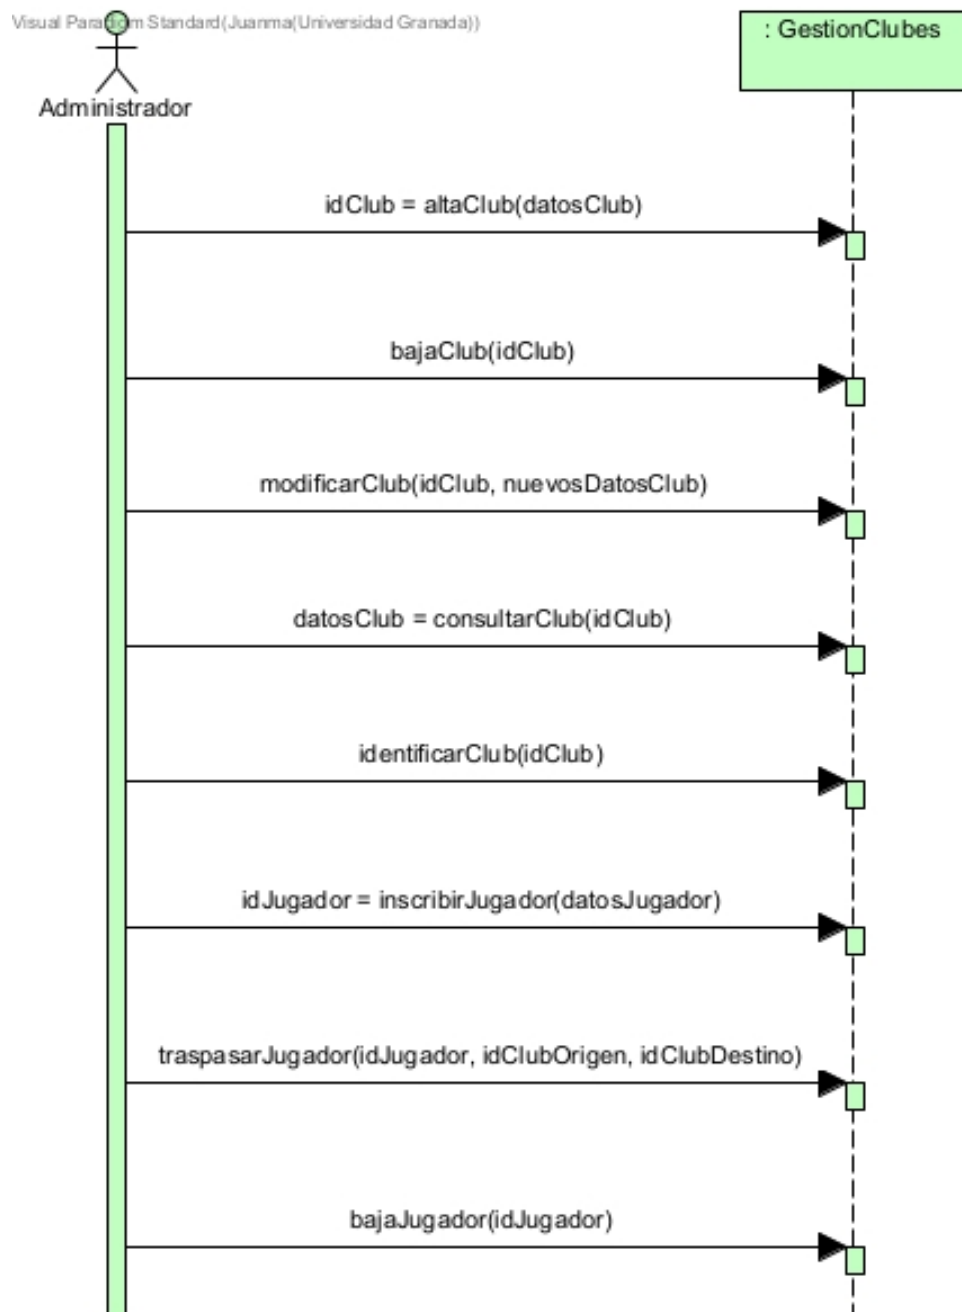 Visual Paradigm Standard(Juanma(Universidad Granada))
: GestionClubes
Administrador
idClub = altaClub(datosClub)
bajaClub(idClub)
modificarClub(idClub, nuevosDatosClub)
datosClub = consultarClub(idClub)
identificarClub(idClub)
idJugador = inscribirJugador(datosJugador)
traspasarJugador(idJugador, idClubOrigen, idClubDestino)
bajaJugador(idJugador)